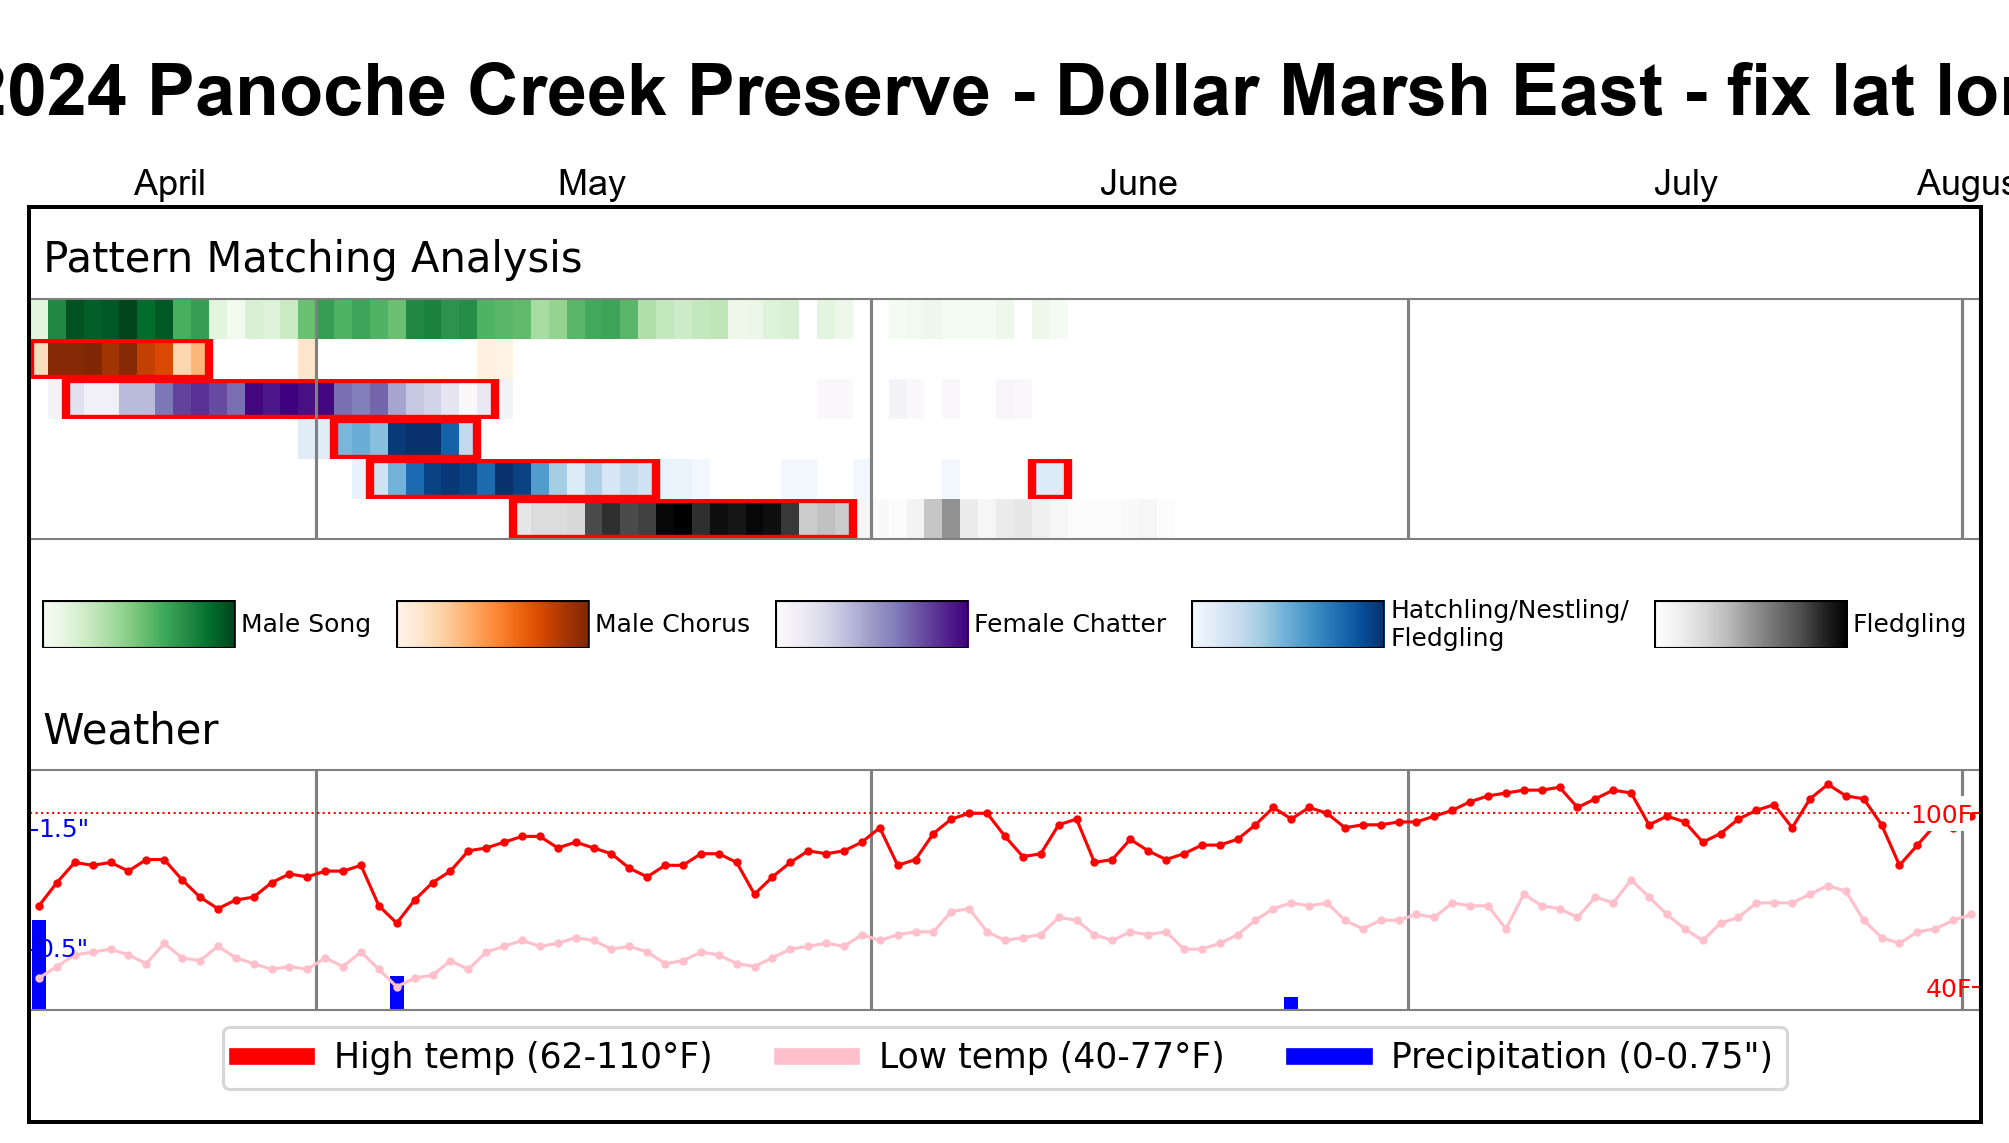 2024 Panoche Creek Preserve - Dollar Marsh East - fix lat lon
April May June July Augus
Pattern Matching Analysis
Male Song Male Chorus Female Chatter Hatchling/Nestling/ Fledgling
Fledgling
Weather
1.5"
0.5"
100F
40F
High temp (62-110°F) Low temp (40-77°F) Precipitation (0-0.75")